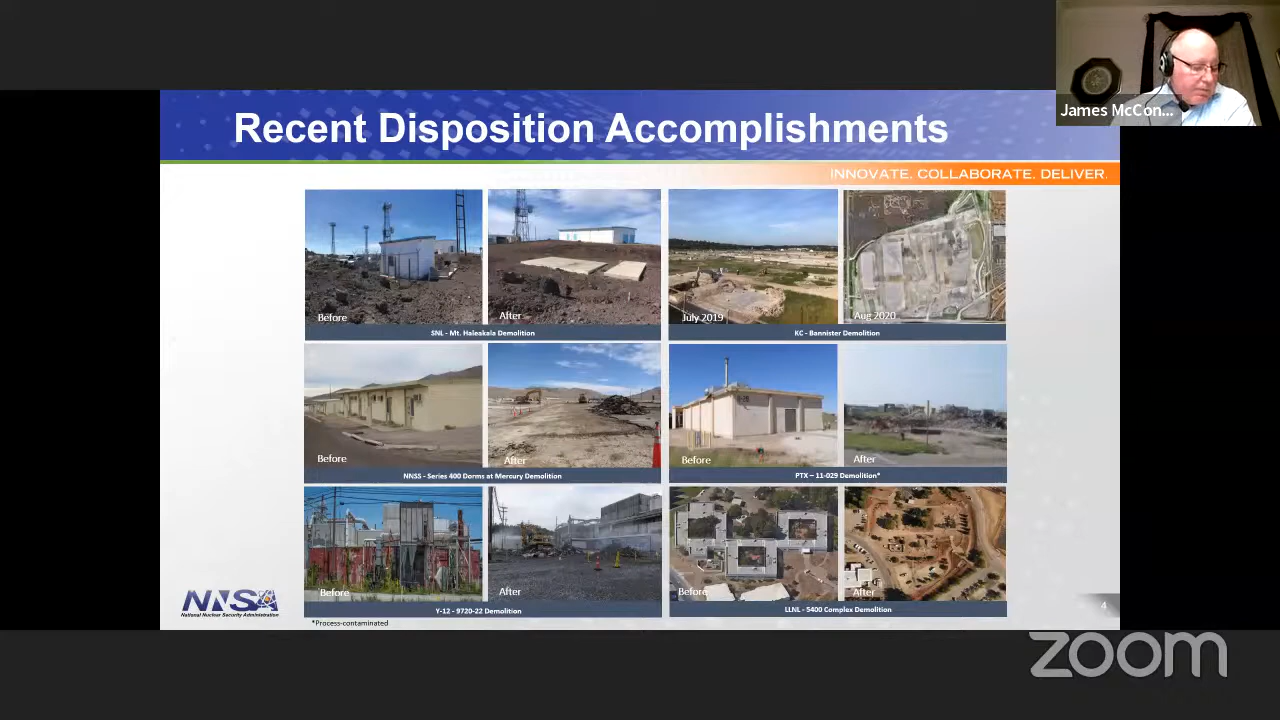 James McCon...
Recent Disposition Accomplishments
INNOVATE. COLLABORATE. DELIVER.
Before
After
SNL - Mt. Haleakala Demolition
July 2019
Aug 2020
KC - Bannister Demolition
Before
After
NNSS - Series 400 Dorms at Mercury Demolition
Before
After
PTX – 11-029 Demolition*
Before
After
Y-12 - 9720-22 Demolition
Before
After
LLNL - 5400 Complex Demolition
NNSA
National Nuclear Security Administration
*Process-contaminated
4
zoom